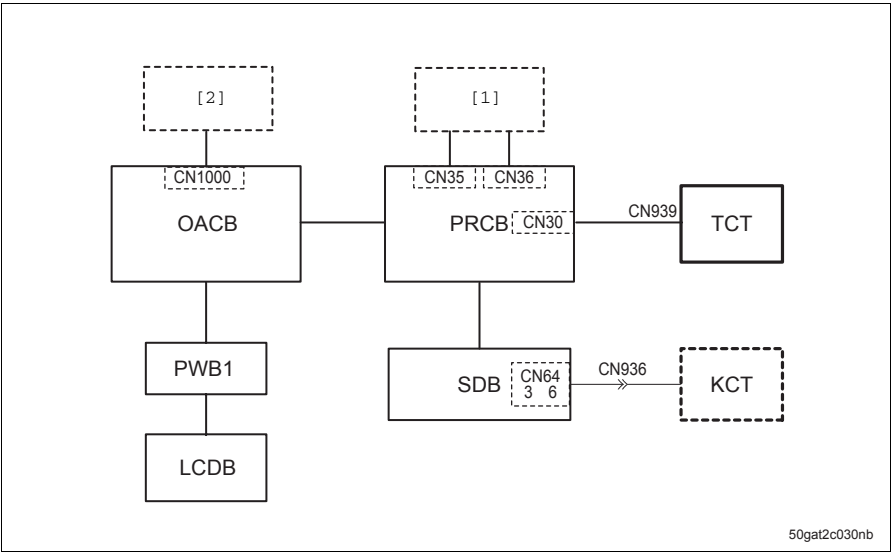 [2]
[1]
CN1000
CN35
CN36
OACB
PRCB
CN30
CN939
TCT
PWB1
SDB
CN64
3 6
CN936
KCT
LCDB
50gat2c030nb